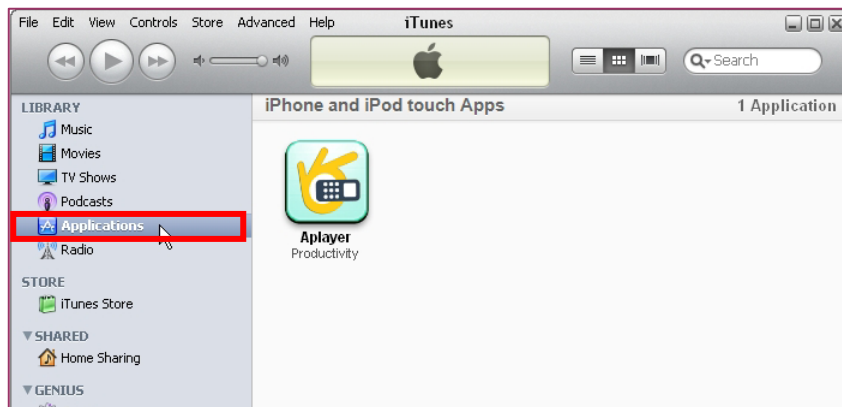 File Edit View Controls Store Advanced Help iTunes
Search
LIBRARY
Music
Movies
TV Shows
Podcasts
Applications
Radio
STORE
iTunes Store
SHARED
Home Sharing
GENIUS
iPhone and iPod touch Apps 1 Application
Aplayer
Productivity